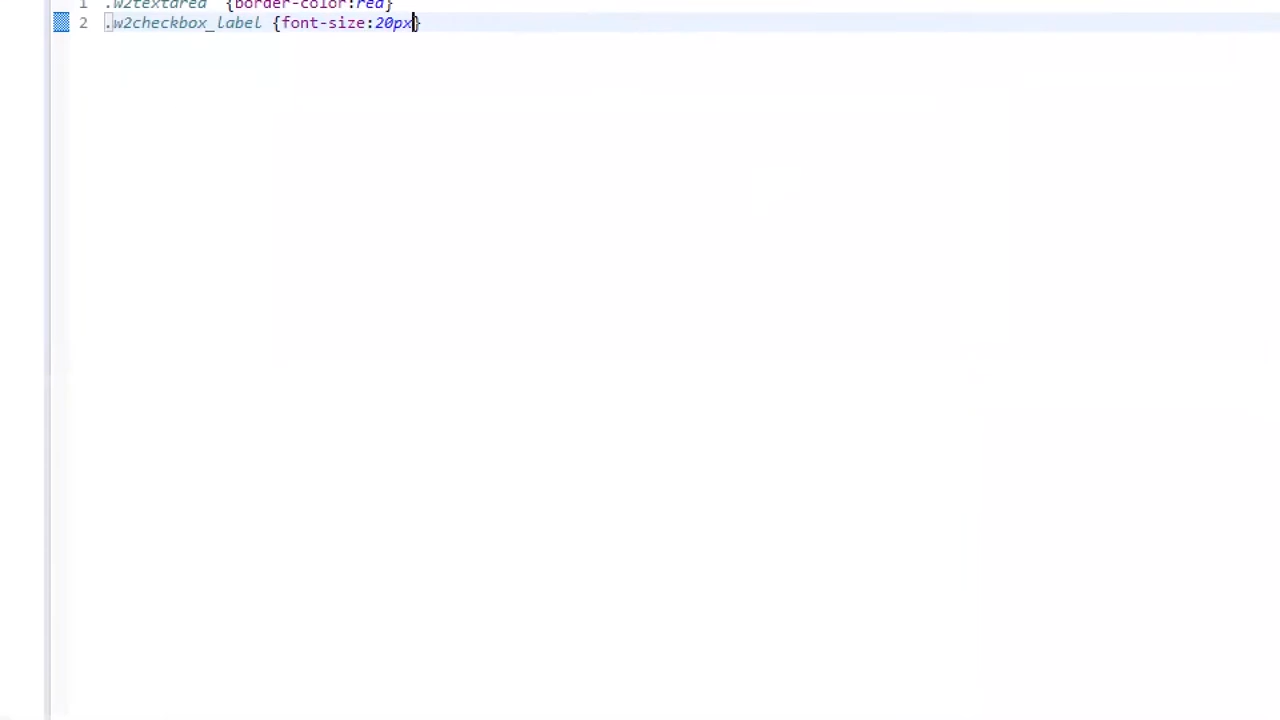 1 .w2textarea {border-color:red}
2 .w2checkbox_label {font-size:20px}